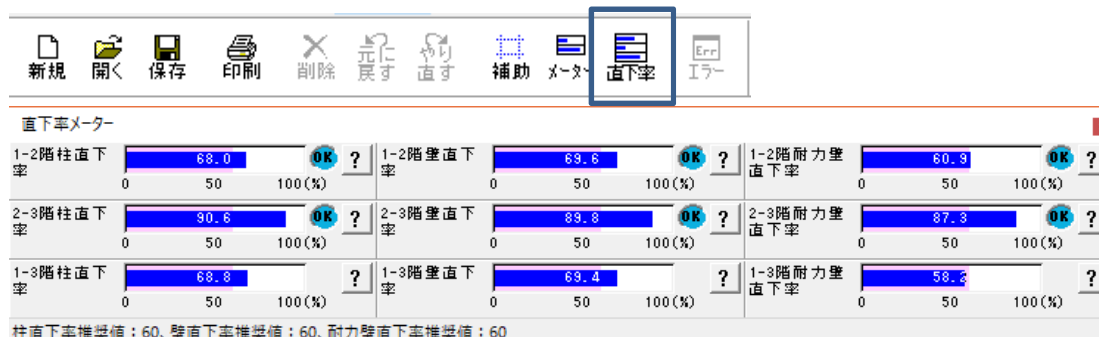 新規 開く 保存 印刷 削除 元に戻す やり直す 補助 メーター 直下率 Err エラー
直下率メーター
1-2階柱直下率 68.0 OK ? 1-2階壁直下率 69.6 OK ? 1-2階耐力壁直下率 60.9 OK ?
0 50 100(%) 0 50 100(%) 0 50 100(%)
2-3階柱直下率 90.6 OK ? 2-3階壁直下率 89.8 OK ? 2-3階耐力壁直下率 87.3 OK ?
0 50 100(%) 0 50 100(%) 0 50 100(%)
1-3階柱直下率 68.8 ? 1-3階壁直下率 69.4 ? 1-3階耐力壁直下率 58.2 ?
0 50 100(%) 0 50 100(%) 0 50 100(%)
柱直下率推奨値：60、壁直下率推奨値：60、耐力壁直下率推奨値：60